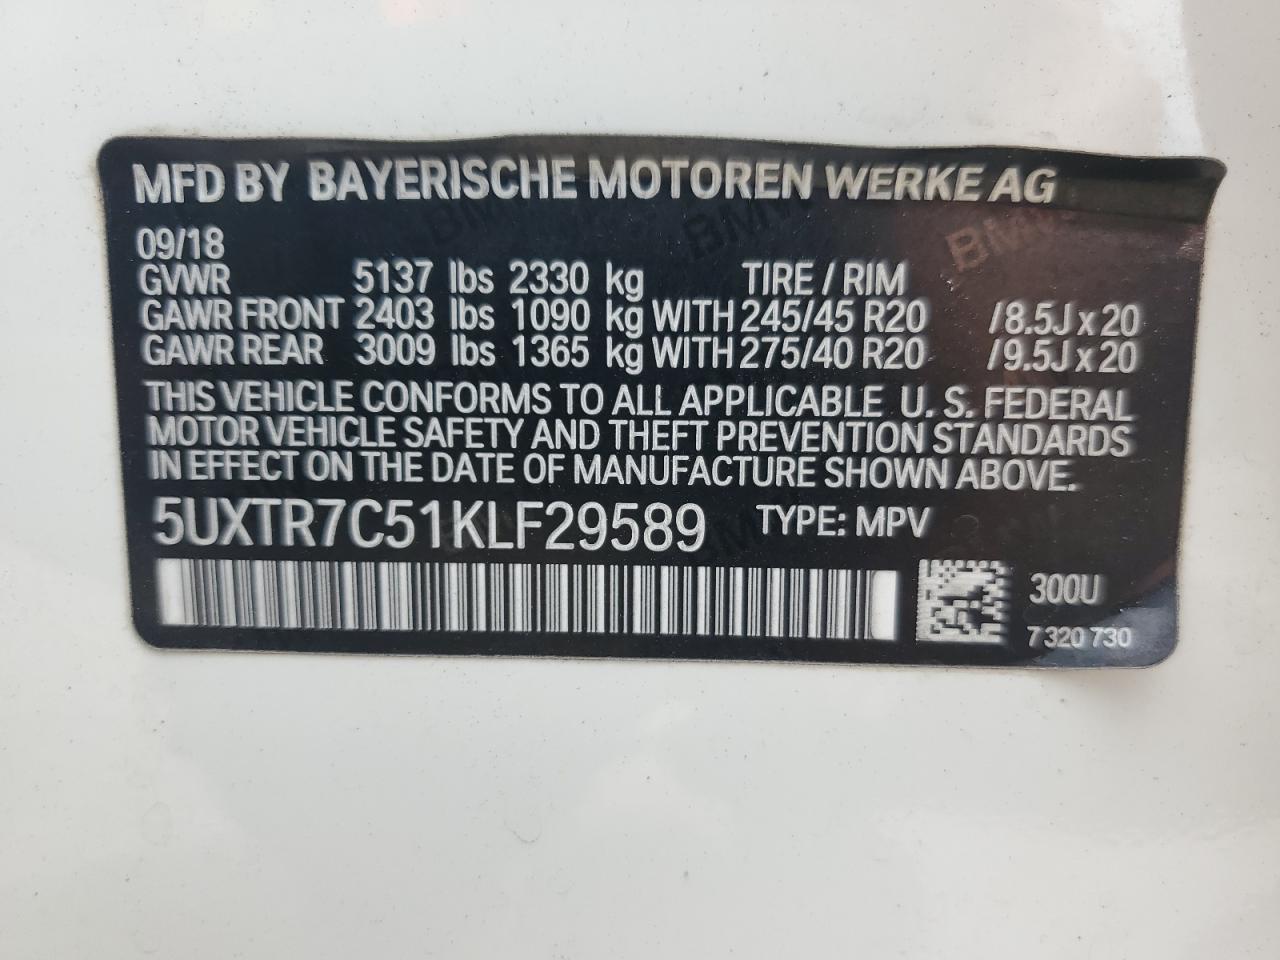 MFD BY BAYERISCHE MOTOREN WERKE AG
09/18
GVWR 5137 lbs 2330 kg TIRE / RIM
GAWR FRONT 2403 lbs 1090 kg WITH 245/45 R20 /8.5J x 20
GAWR REAR 3009 lbs 1365 kg WITH 275/40 R20 /9.5J x 20
THIS VEHICLE CONFORMS TO ALL APPLICABLE U. S. FEDERAL
MOTOR VEHICLE SAFETY AND THEFT PREVENTION STANDARDS
IN EFFECT ON THE DATE OF MANUFACTURE SHOWN ABOVE.
5UXTR7C51KLF29589 TYPE: MPV
300U
7 320 730